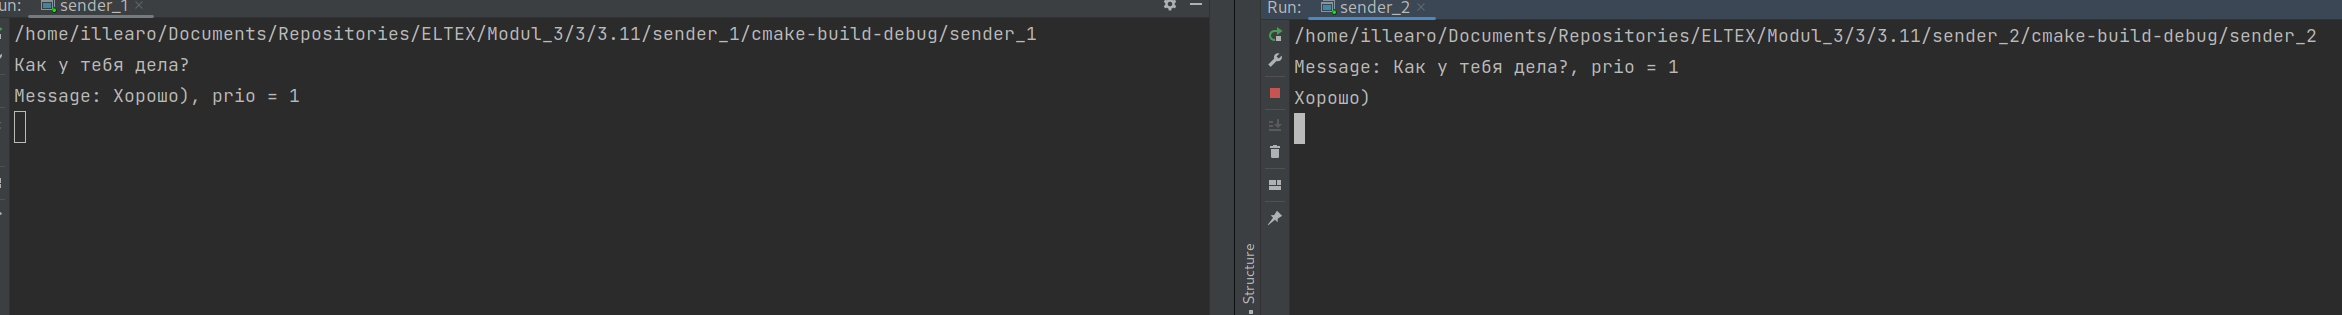 un: sender_1
/home/illearo/Documents/Repositories/ELTEX/Modul_3/3/3.11/sender_1/cmake-build-debug/sender_1
Как у тебя дела?
Message: Хорошо), prio = 1
Run: sender_2
/home/illearo/Documents/Repositories/ELTEX/Modul_3/3/3.11/sender_2/cmake-build-debug/sender_2
Message: Как у тебя дела?, prio = 1
Хорошо)
Structure